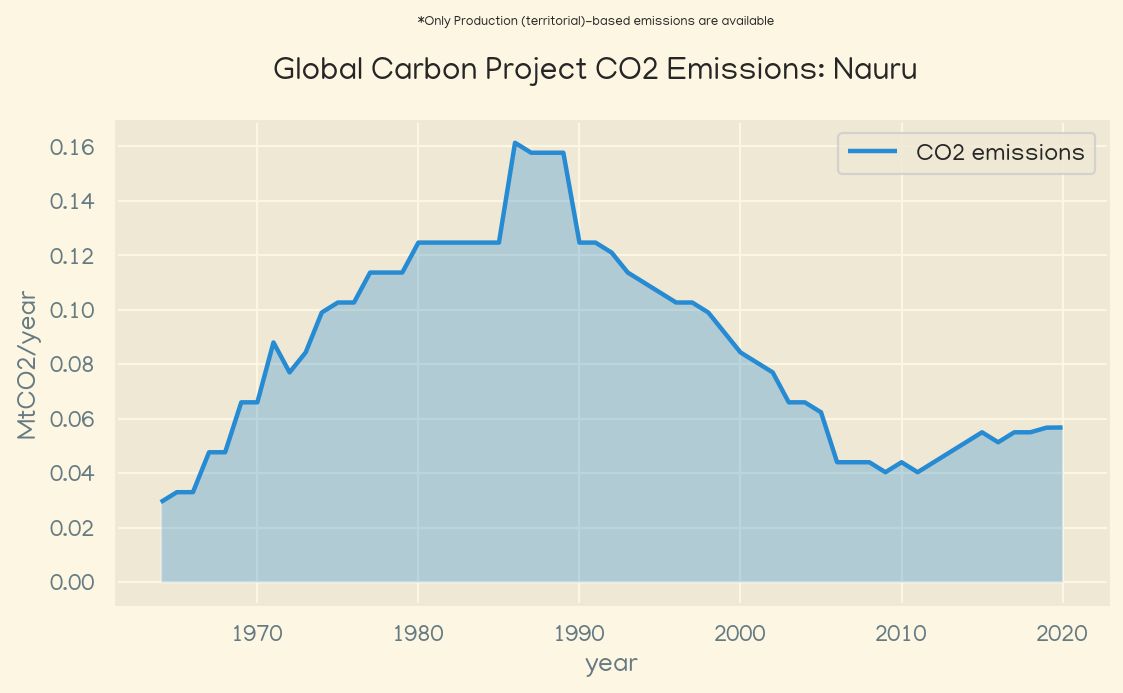 *Only Production (territorial)-based emissions are available
Global Carbon Project CO2 Emissions: Nauru
CO2 emissions
0.16
0.14
0.12
0.10
0.08
0.06
0.04
0.02
0.00
MtCO2/year
1970 1980 1990 2000 2010 2020
year